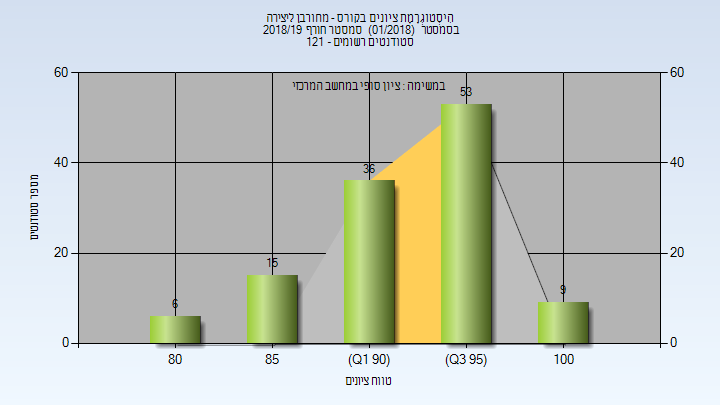 היסטוגרמת ציונים בקורס - מחורבן ליצירה
בסמסטר (01/2018) סמסטר חורף 2018/19
סטודנטים רשומים - 121
במשימה : ציון סופי במחשב המרכזי
60
40
20
0
60
40
20
0
מספר סטודנטים
6
15
36
53
9
80
85
(Q1 90)
(Q3 95)
100
טווח ציונים